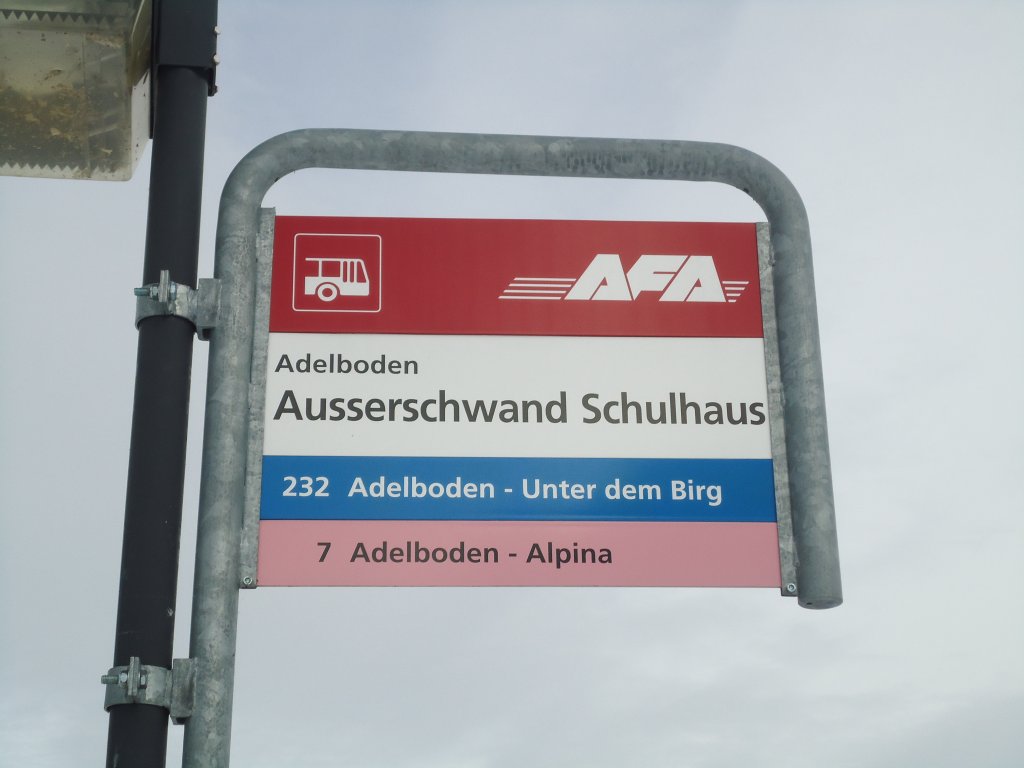 AFA
Adelboden
Ausserschwand Schulhaus
232 Adelboden - Unter dem Birg
7 Adelboden - Alpina